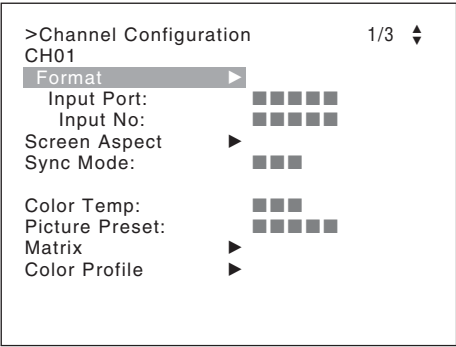 >Channel Configuration 1/3
CH01
Format
Input Port: ■■■■■
Input No: ■■■■■
Screen Aspect
Sync Mode: ■■■
Color Temp: ■■■
Picture Preset: ■■■■■
Matrix
Color Profile